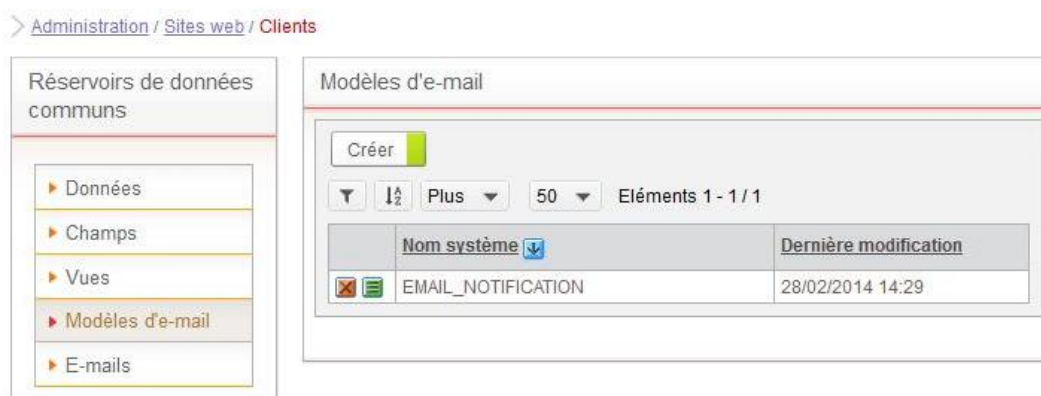 Administration / Sites web / Clients
Réservoirs de données
communs
Données
Champs
Vues
Modèles d'e-mail
E-mails
Modèles d'e-mail
Créer
Plus 50 Eléments 1 - 1 / 1
Nom système Dernière modification
EMAIL_NOTIFICATION 28/02/2014 14:29